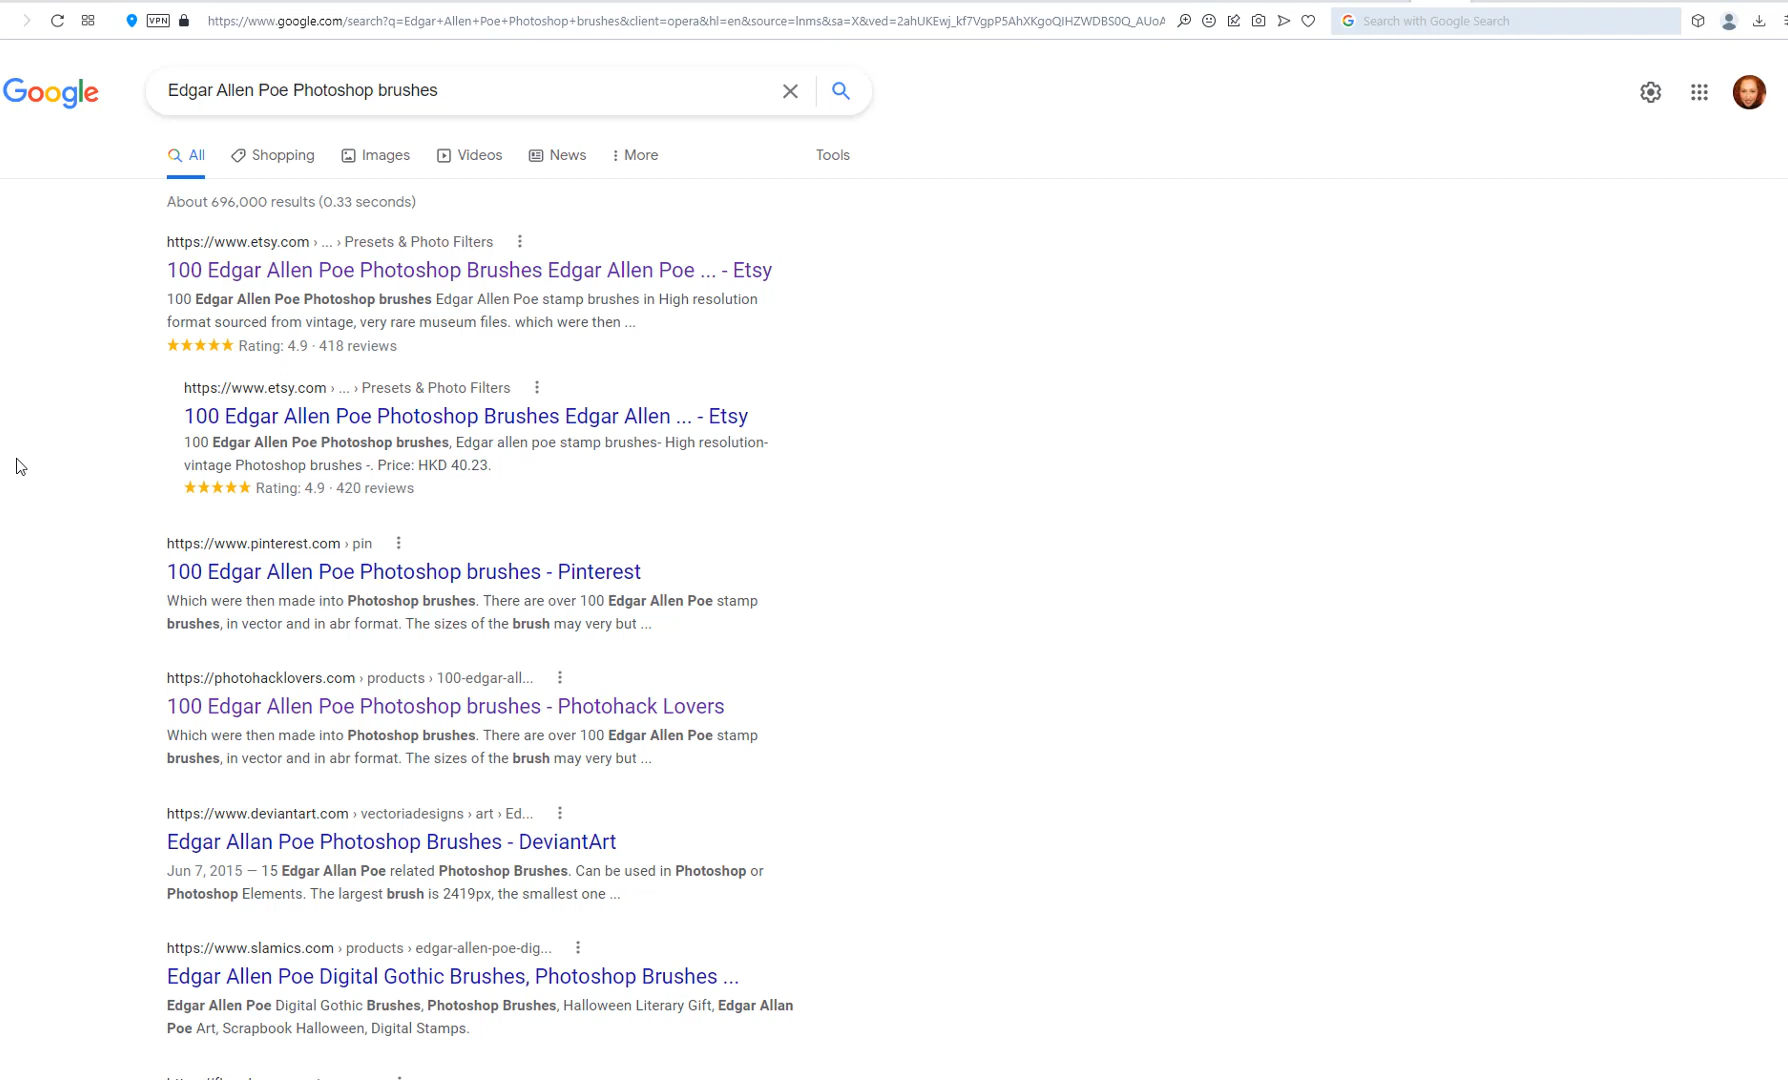 VPN
https://www.google.com/search?q=Edgar+Allen+Poe+Photoshop+brushes&client=opera&hl=en&source=lnms&sa=X&ved=2ahUKEwj_kf7VgpP5AhXKgoQIHZWDBS0Q_AUoA
Search with Google Search
Google
Edgar Allen Poe Photoshop brushes
All Shopping Images Videos News More Tools
About 696,000 results (0.33 seconds)
https://www.etsy.com › ... › Presets & Photo Filters
100 Edgar Allen Poe Photoshop Brushes Edgar Allen Poe ... - Etsy
100 Edgar Allen Poe Photoshop brushes Edgar Allen Poe stamp brushes in High resolution
format sourced from vintage, very rare museum files. which were then ...
Rating: 4.9 · 418 reviews
https://www.etsy.com › ... › Presets & Photo Filters
100 Edgar Allen Poe Photoshop Brushes Edgar Allen ... - Etsy
100 Edgar Allen Poe Photoshop brushes, Edgar allen poe stamp brushes- High resolution-
vintage Photoshop brushes -. Price: HKD 40.23.
Rating: 4.9 · 420 reviews
https://www.pinterest.com › pin
100 Edgar Allen Poe Photoshop brushes - Pinterest
Which were then made into Photoshop brushes. There are over 100 Edgar Allen Poe stamp
brushes, in vector and in abr format. The sizes of the brush may very but ...
https://photohacklovers.com › products › 100-edgar-all...
100 Edgar Allen Poe Photoshop brushes - Photohack Lovers
Which were then made into Photoshop brushes. There are over 100 Edgar Allen Poe stamp
brushes, in vector and in abr format. The sizes of the brush may very but ...
https://www.deviantart.com › vectoriadesigns › art › Ed...
Edgar Allan Poe Photoshop Brushes - DeviantArt
Jun 7, 2015 — 15 Edgar Allan Poe related Photoshop Brushes. Can be used in Photoshop or
Photoshop Elements. The largest brush is 2419px, the smallest one ...
https://www.slamics.com › products › edgar-allen-poe-dig...
Edgar Allen Poe Digital Gothic Brushes, Photoshop Brushes ...
Edgar Allen Poe Digital Gothic Brushes, Photoshop Brushes, Halloween Literary Gift, Edgar Allan
Poe Art, Scrapbook Halloween, Digital Stamps.